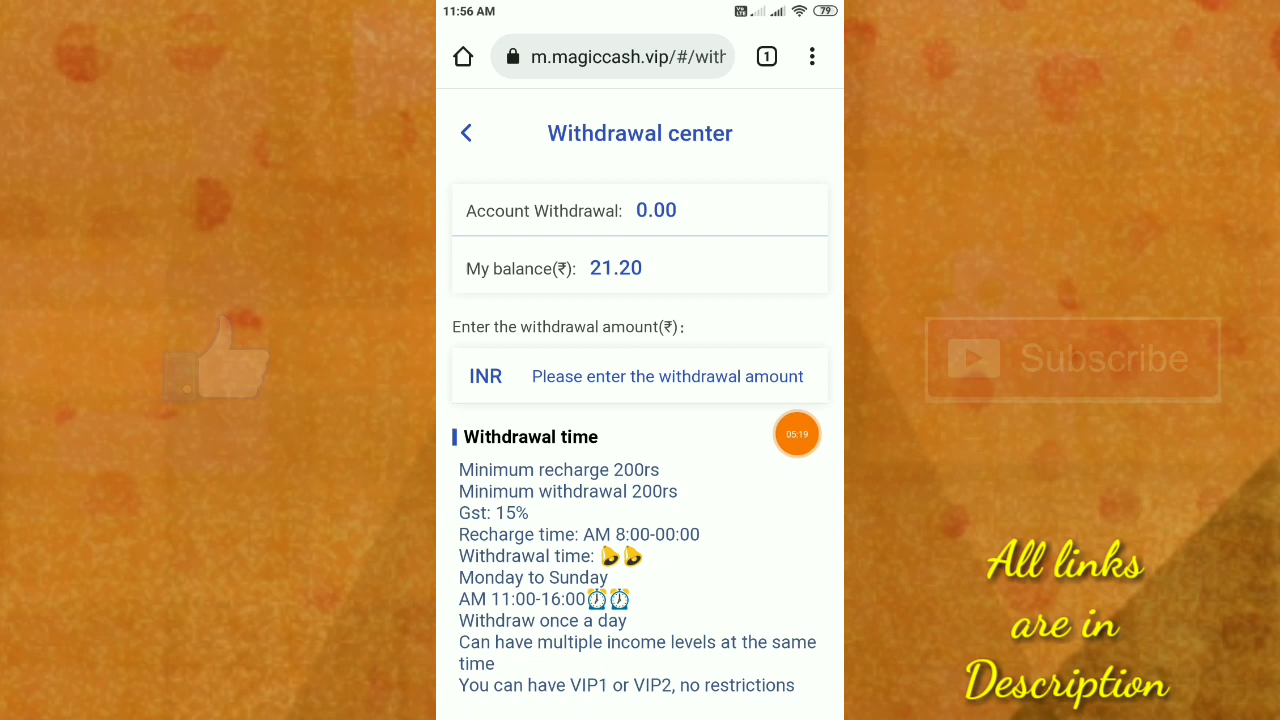 11:56 AM
Vo LTE
79
m.magiccash.vip/#/with
1
Withdrawal center
Account Withdrawal: 0.00
My balance(₹): 21.20
Enter the withdrawal amount(₹):
INR Please enter the withdrawal amount
Withdrawal time
05:19
Minimum recharge 200rs
Minimum withdrawal 200rs
Gst: 15%
Recharge time: AM 8:00-00:00
Withdrawal time: 🔔🔔
Monday to Sunday
AM 11:00-16:00⏰⏰
Withdraw once a day
Can have multiple income levels at the same
time
You can have VIP1 or VIP2, no restrictions
Subscribe
All links
are in
Description